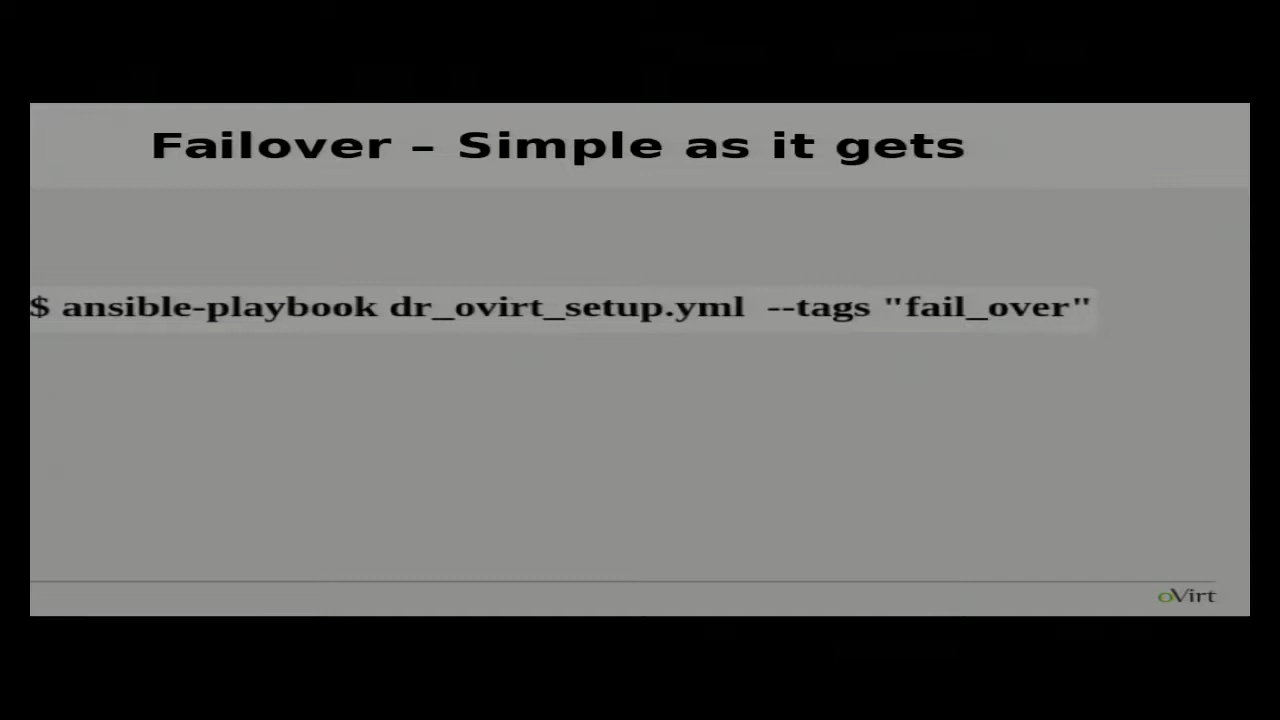 Failover – Simple as it gets
$ ansible-playbook dr_ovirt_setup.yml  --tags "fail_over"
oVirt